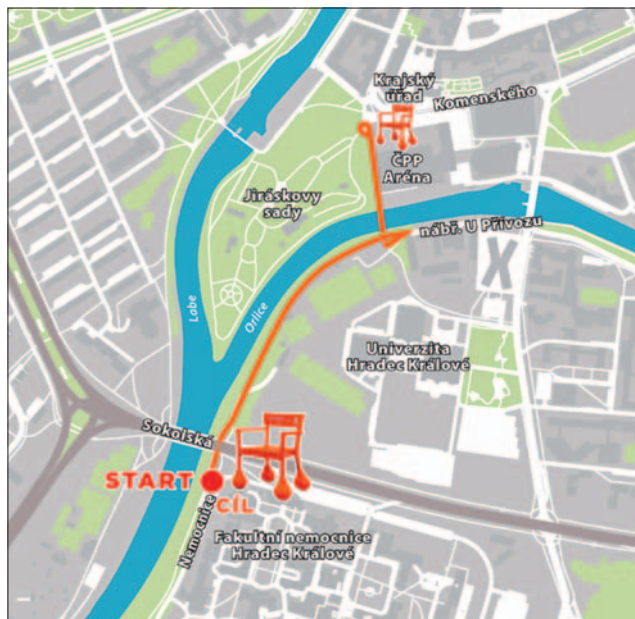 Krajský
úřad
Komenského
ČPP
Aréna
Jiráskovy
sady
nábř. U Přívozu
Labe
Orlice
Univerzita
Hradec Králové
Sokolská
START
CÍL
Nemocnice
Fakultní nemocnice
Hradec Králové